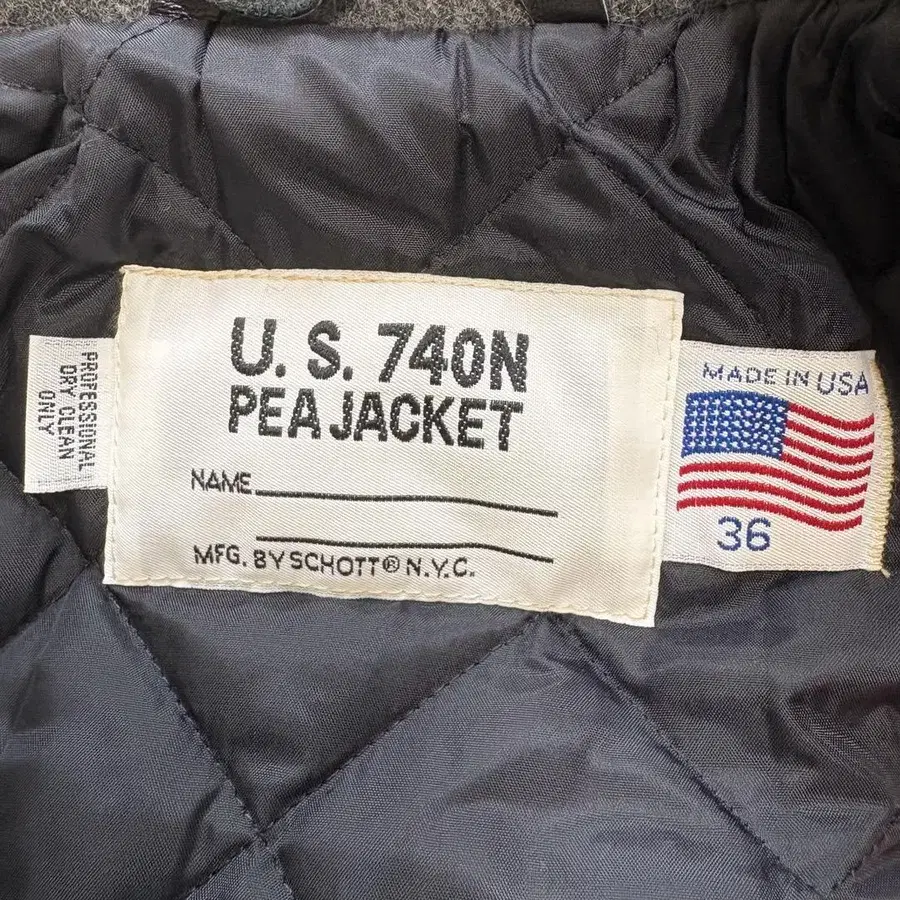 PROFESSIONAL
DRY CLEAN
ONLY
U.S. 740N
PEA JACKET
NAME
MFG. BY SCHOTT® N.Y.C.
MADE IN USA
36